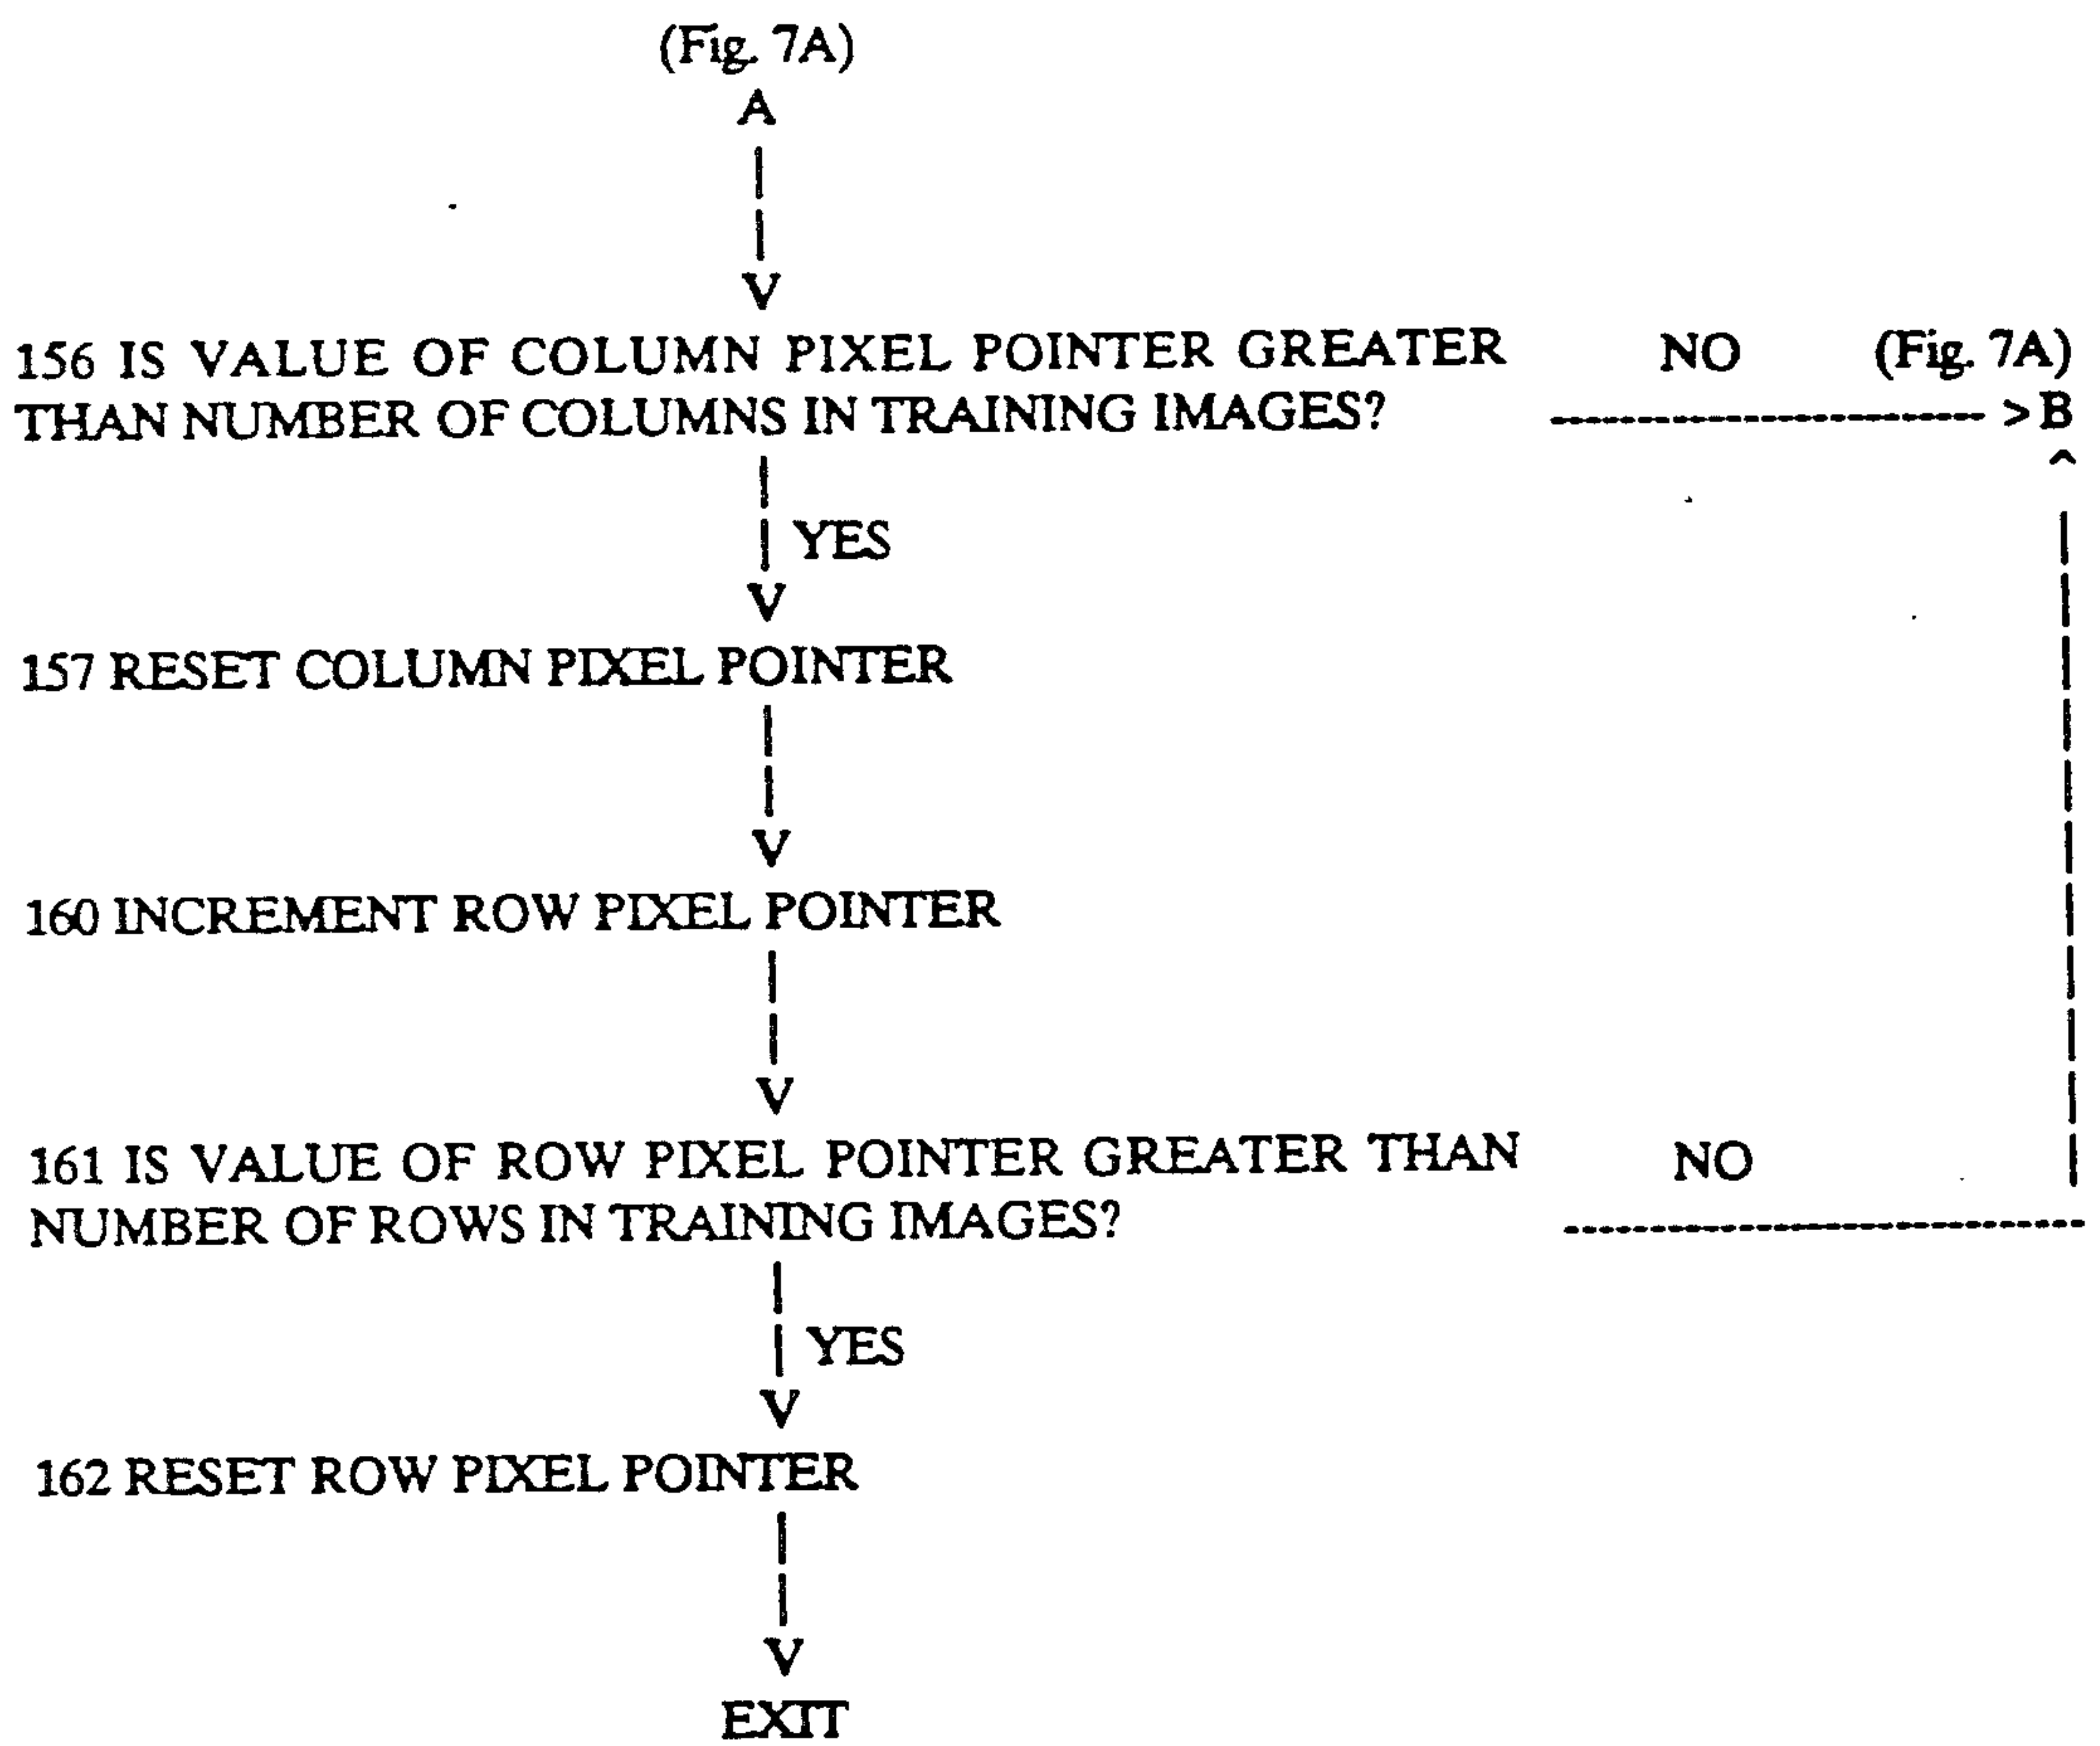 (Fig. 7A)
A
156 IS VALUE OF COLUMN PIXEL POINTER GREATER
THAN NUMBER OF COLUMNS IN TRAINING IMAGES?
NO
(Fig. 7A)
> B
YES
157 RESET COLUMN PIXEL POINTER
160 INCREMENT ROW PIXEL POINTER
161 IS VALUE OF ROW PIXEL POINTER GREATER THAN
NUMBER OF ROWS IN TRAINING IMAGES?
NO
YES
162 RESET ROW PIXEL POINTER
EXIT